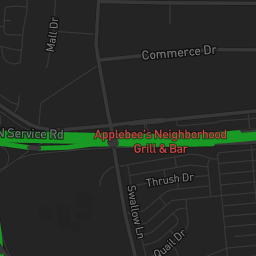 Mall Dr
Commerce Dr
N Service Rd
Applebee's Neighborhood
Grill & Bar
Thrush Dr
Swallow Ln
Quail Dr